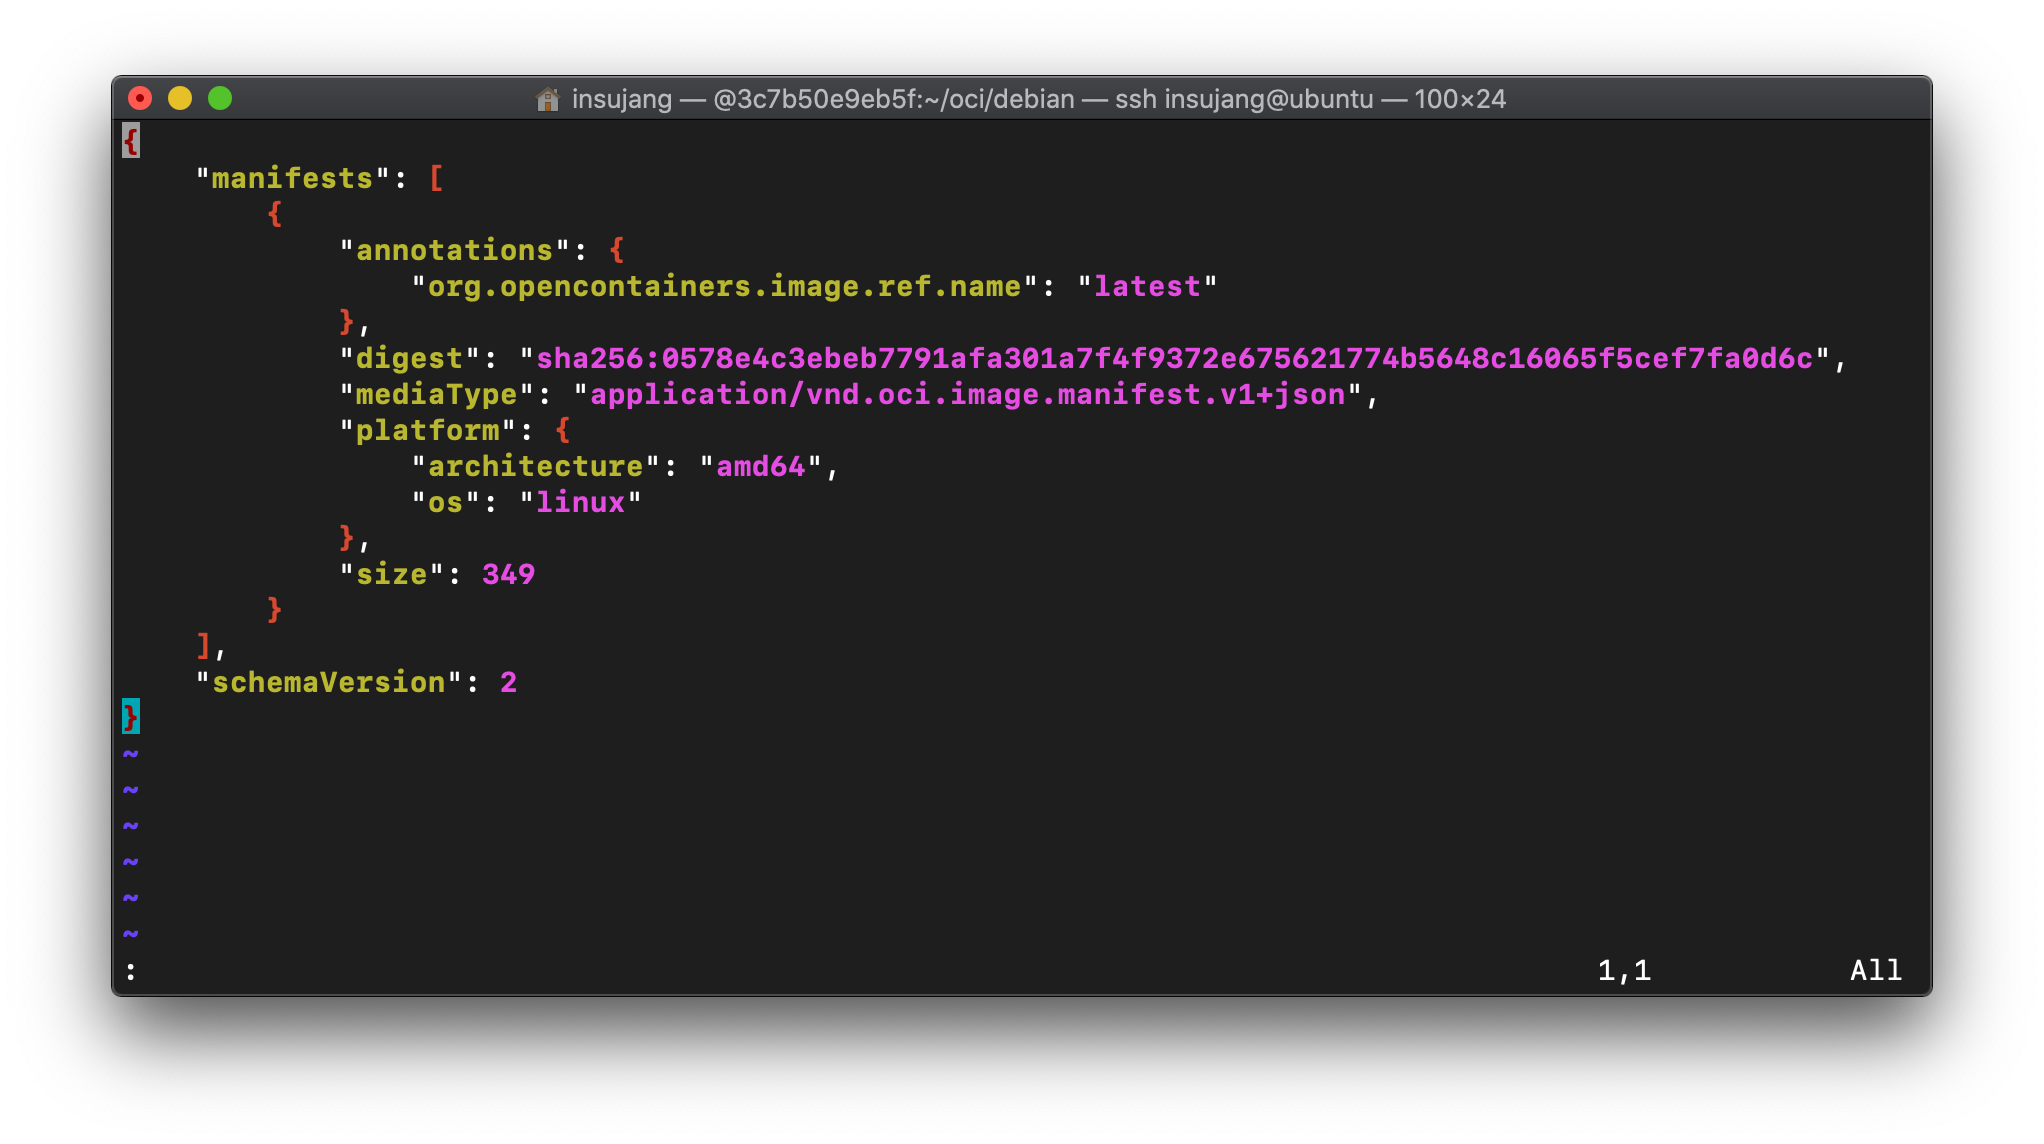 insujang — @3c7b50e9eb5f:~/oci/debian — ssh insujang@ubuntu — 100×24
{
    "manifests": [
        {
            "annotations": {
                "org.opencontainers.image.ref.name": "latest"
            },
            "digest": "sha256:0578e4c3ebeb7791afa301a7f4f9372e675621774b5648c16065f5cef7fa0d6c",
            "mediaType": "application/vnd.oci.image.manifest.v1+json",
            "platform": {
                "architecture": "amd64",
                "os": "linux"
            },
            "size": 349
        }
    ],
    "schemaVersion": 2
}
~
~
~
~
~
~
: 1,1 All